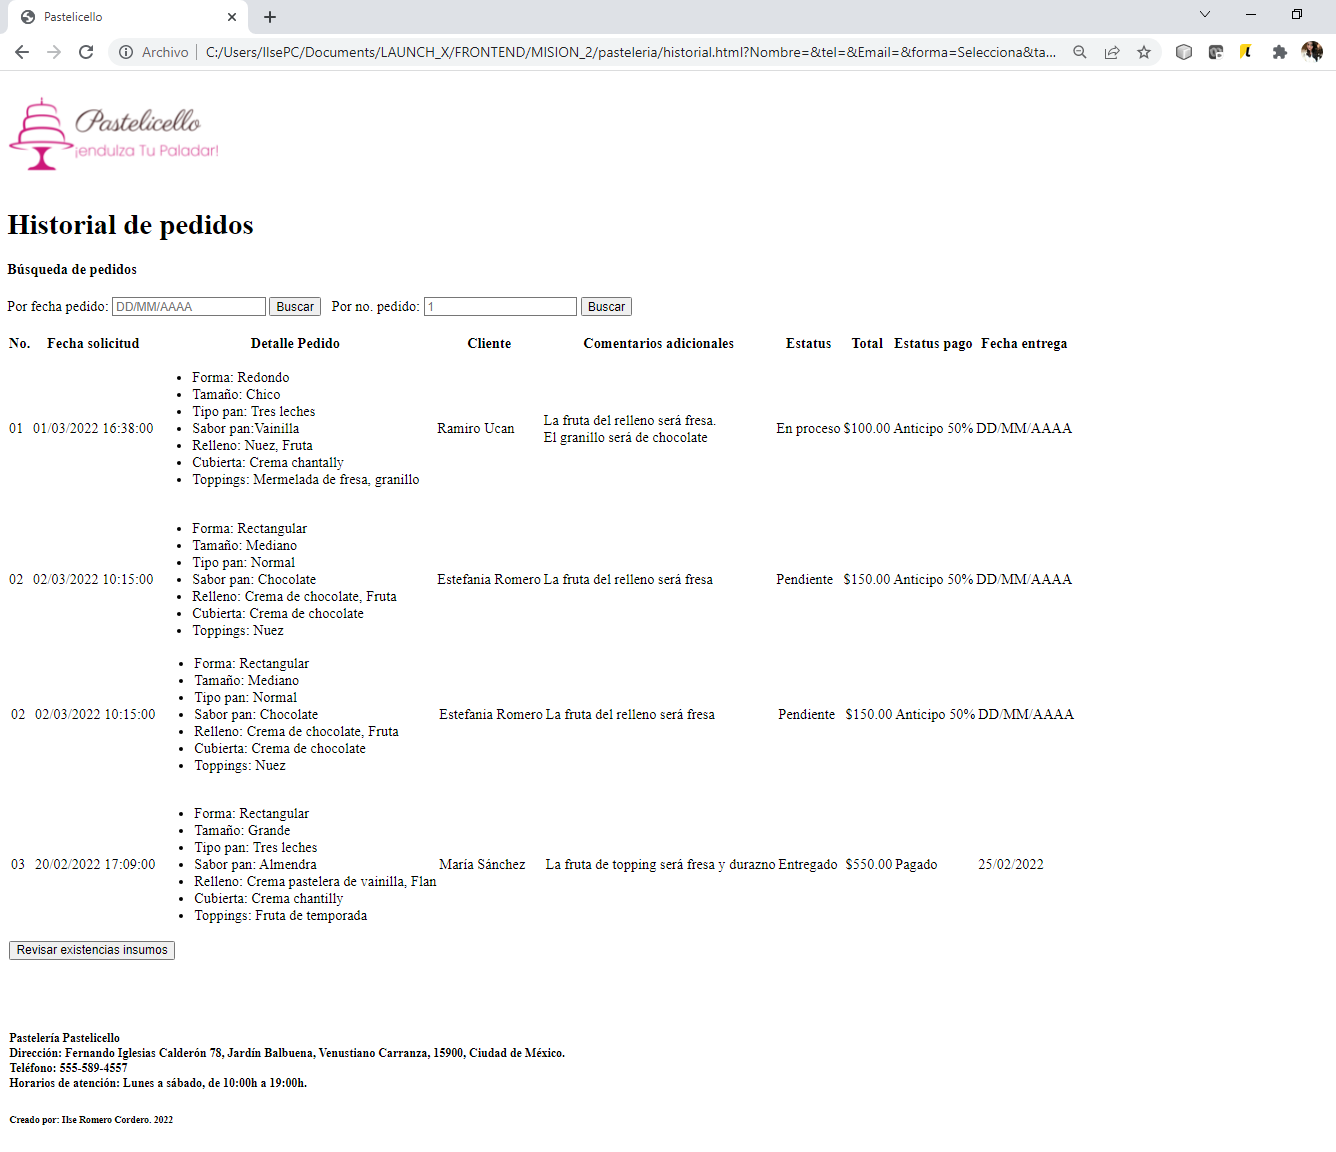 Pastelicello
Archivo | C:/Users/IlsePC/Documents/LAUNCH_X/FRONTEND/MISION_2/pasteleria/historial.html?Nombre=&tel=&Email=&forma=Selecciona&ta...
Pastelicello
¡endulza Tu Paladar!
Historial de pedidos
Búsqueda de pedidos
Por fecha pedido: DD/MM/AAAA Buscar Por no. pedido: 1 Buscar
No. Fecha solicitud Detalle Pedido Cliente Comentarios adicionales Estatus Total Estatus pago Fecha entrega
• Forma: Redondo
• Tamaño: Chico
• Tipo pan: Tres leches
La fruta del relleno será fresa.
01 01/03/2022 16:38:00 • Sabor pan:Vainilla Ramiro Ucan En proceso $100.00 Anticipo 50% DD/MM/AAAA
El granillo será de chocolate
• Relleno: Nuez, Fruta
• Cubierta: Crema chantally
• Toppings: Mermelada de fresa, granillo
• Forma: Rectangular
• Tamaño: Mediano
• Tipo pan: Normal
02 02/03/2022 10:15:00 • Sabor pan: Chocolate Estefania Romero La fruta del relleno será fresa Pendiente $150.00 Anticipo 50% DD/MM/AAAA
• Relleno: Crema de chocolate, Fruta
• Cubierta: Crema de chocolate
• Toppings: Nuez
• Forma: Rectangular
• Tamaño: Mediano
• Tipo pan: Normal
02 02/03/2022 10:15:00 • Sabor pan: Chocolate Estefania Romero La fruta del relleno será fresa Pendiente $150.00 Anticipo 50% DD/MM/AAAA
• Relleno: Crema de chocolate, Fruta
• Cubierta: Crema de chocolate
• Toppings: Nuez
• Forma: Rectangular
• Tamaño: Grande
• Tipo pan: Tres leches
03 20/02/2022 17:09:00 • Sabor pan: Almendra María Sánchez La fruta de topping será fresa y durazno Entregado $550.00 Pagado 25/02/2022
• Relleno: Crema pastelera de vainilla, Flan
• Cubierta: Crema chantilly
• Toppings: Fruta de temporada
Revisar existencias insumos
Pastelería Pastelicello
Dirección: Fernando Iglesias Calderón 78, Jardín Balbuena, Venustiano Carranza, 15900, Ciudad de México.
Teléfono: 555-589-4557
Horarios de atención: Lunes a sábado, de 10:00h a 19:00h.
Creado por: Ilse Romero Cordero. 2022